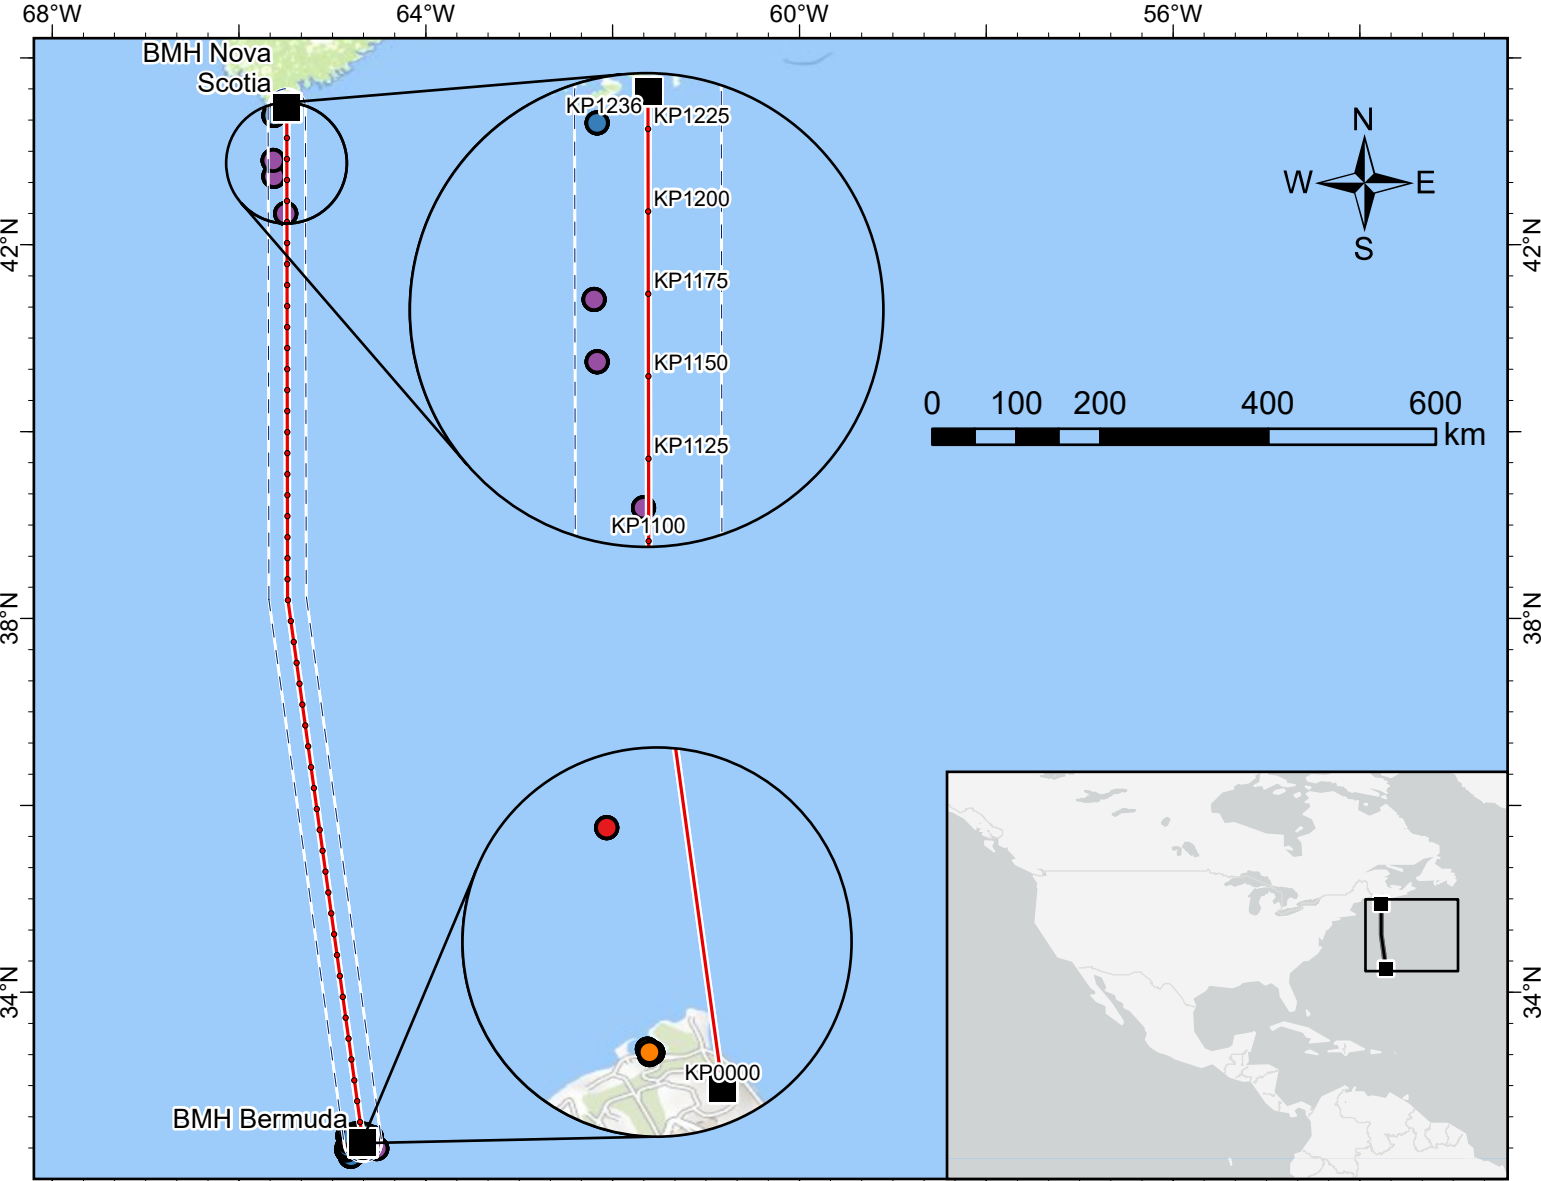 68°W
64°W
60°W
56°W
BMH Nova
Scotia
KP1236
KP1225
KP1200
KP1175
KP1150
KP1125
KP1100
N
W
E
S
42°N
42°N
0
100
200
400
600
km
38°N
38°N
34°N
34°N
KP0000
BMH Bermuda